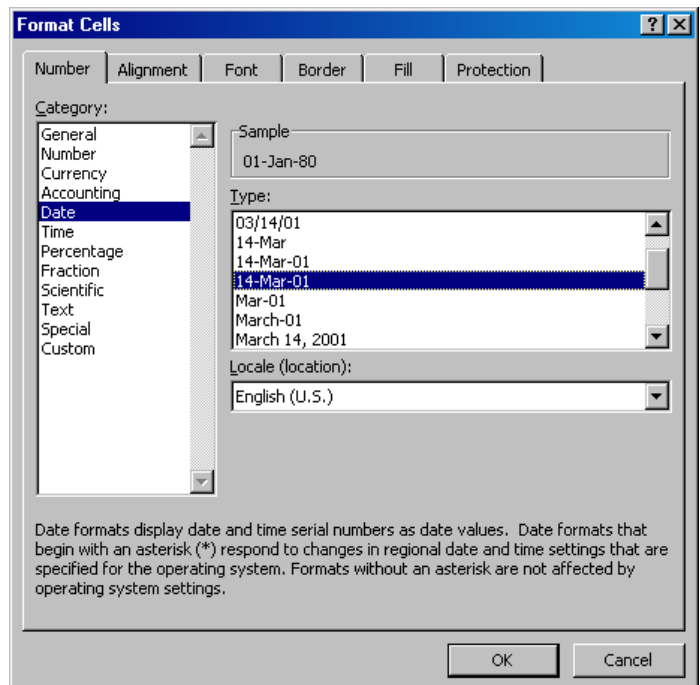 Format Cells
Number Alignment Font Border Fill Protection
Category:
General
Number
Currency
Accounting
Date
Time
Percentage
Fraction
Scientific
Text
Special
Custom
Sample
01-Jan-80
Type:
03/14/01
14-Mar
14-Mar-01
14-Mar-01
Mar-01
March-01
March 14, 2001
Locale (location):
English (U.S.)
Date formats display date and time serial numbers as date values.  Date formats that
begin with an asterisk (*) respond to changes in regional date and time settings that are
specified for the operating system. Formats without an asterisk are not affected by
operating system settings.
OK Cancel